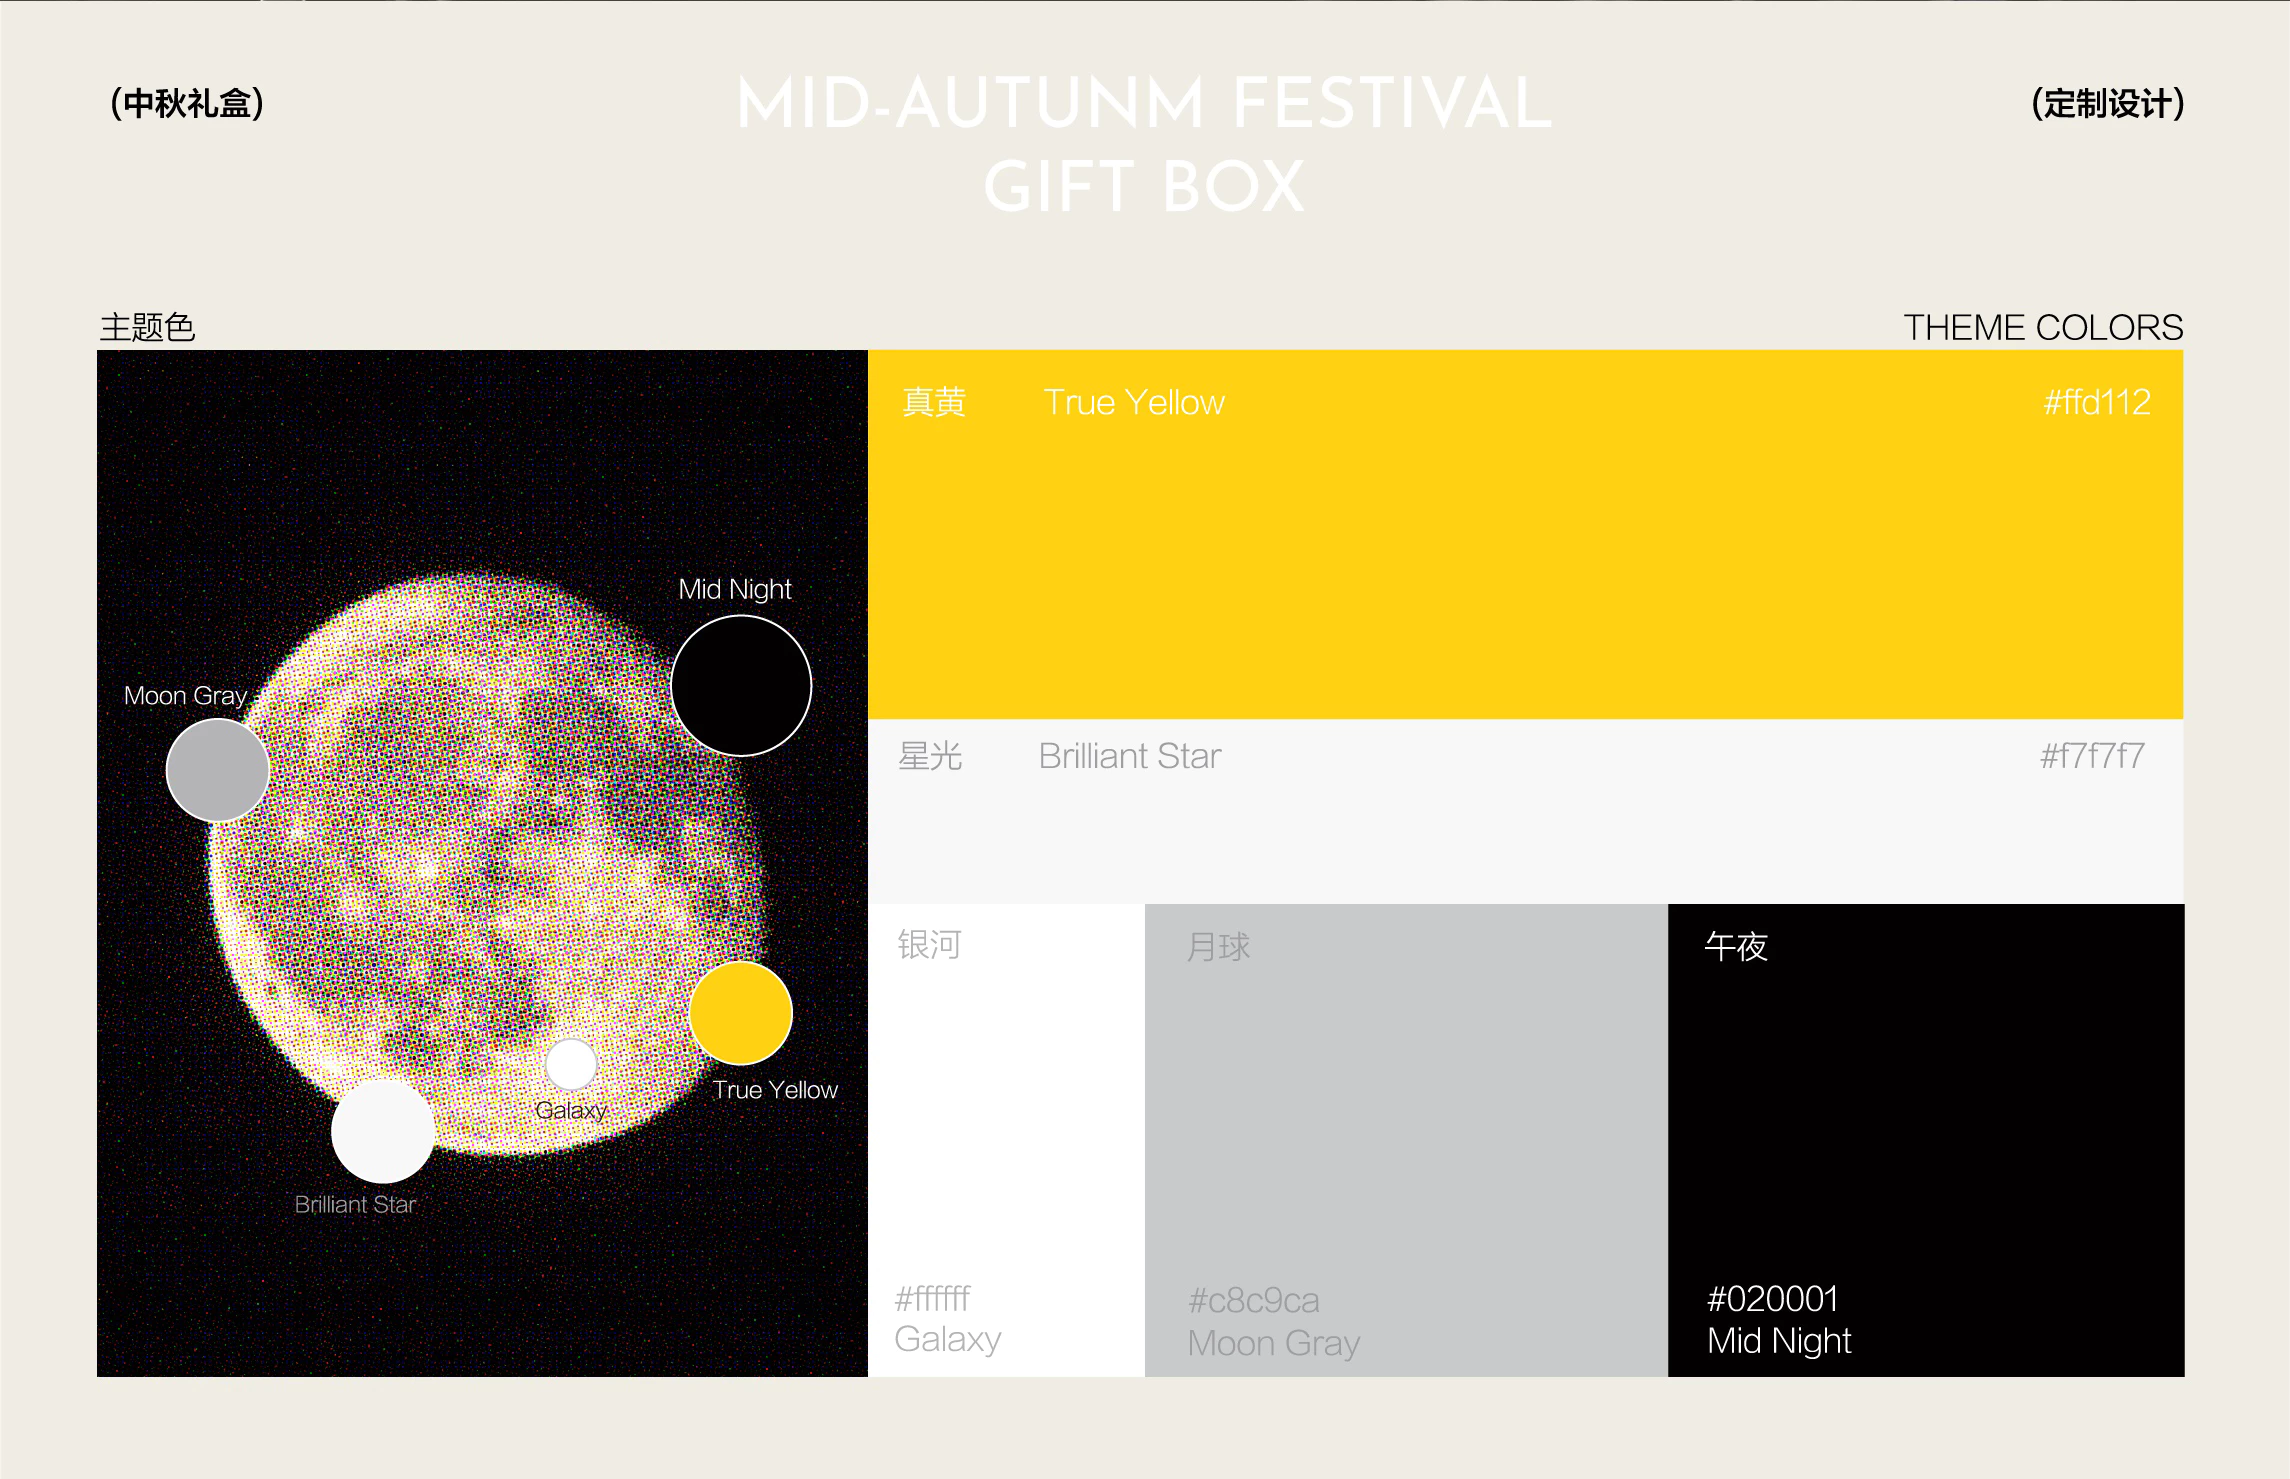 (中秋礼盒)
MID-AUTUNM FESTIVAL
GIFT BOX
(定制设计)
主题色
THEME COLORS
Mid Night
Moon Gray
True Yellow
Galaxy
Brilliant Star
真黄 True Yellow #ffd112
星光 Brilliant Star #f7f7f7
银河
#ffffff
Galaxy
月球
#c8c9ca
Moon Gray
午夜
#020001
Mid Night